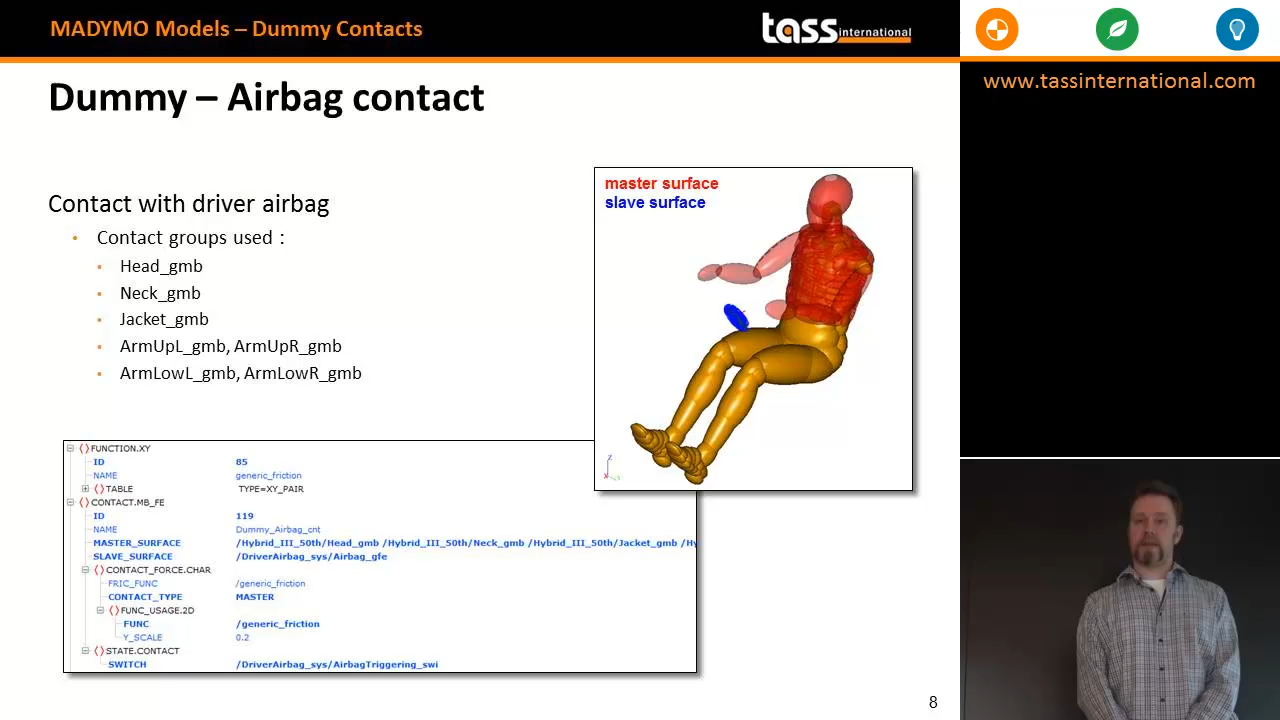 MADYMO Models – Dummy Contacts
tass international
www.tassinternational.com
Dummy – Airbag contact
Contact with driver airbag
• Contact groups used :
• Head_gmb
• Neck_gmb
• Jacket_gmb
• ArmUpL_gmb, ArmUpR_gmb
• ArmLowL_gmb, ArmLowR_gmb
master surface
slave surface
FUNCTION.XY
ID 85
NAME generic_friction
TABLE TYPE=XY_PAIR
CONTACT.MB_FE
ID 119
NAME Dummy_Airbag_cnt
MASTER_SURFACE /Hybrid_III_50th/Head_gmb /Hybrid_III_50th/Neck_gmb /Hybrid_III_50th/Jacket_gmb /Hy
SLAVE_SURFACE /DriverAirbag_sys/Airbag_gfe
CONTACT_FORCE.CHAR
FRIC_FUNC /generic_friction
CONTACT_TYPE MASTER
FUNC_USAGE.2D
FUNC /generic_friction
Y_SCALE 0.2
STATE.CONTACT
SWITCH /DriverAirbag_sys/AirbagTriggering_swi
8